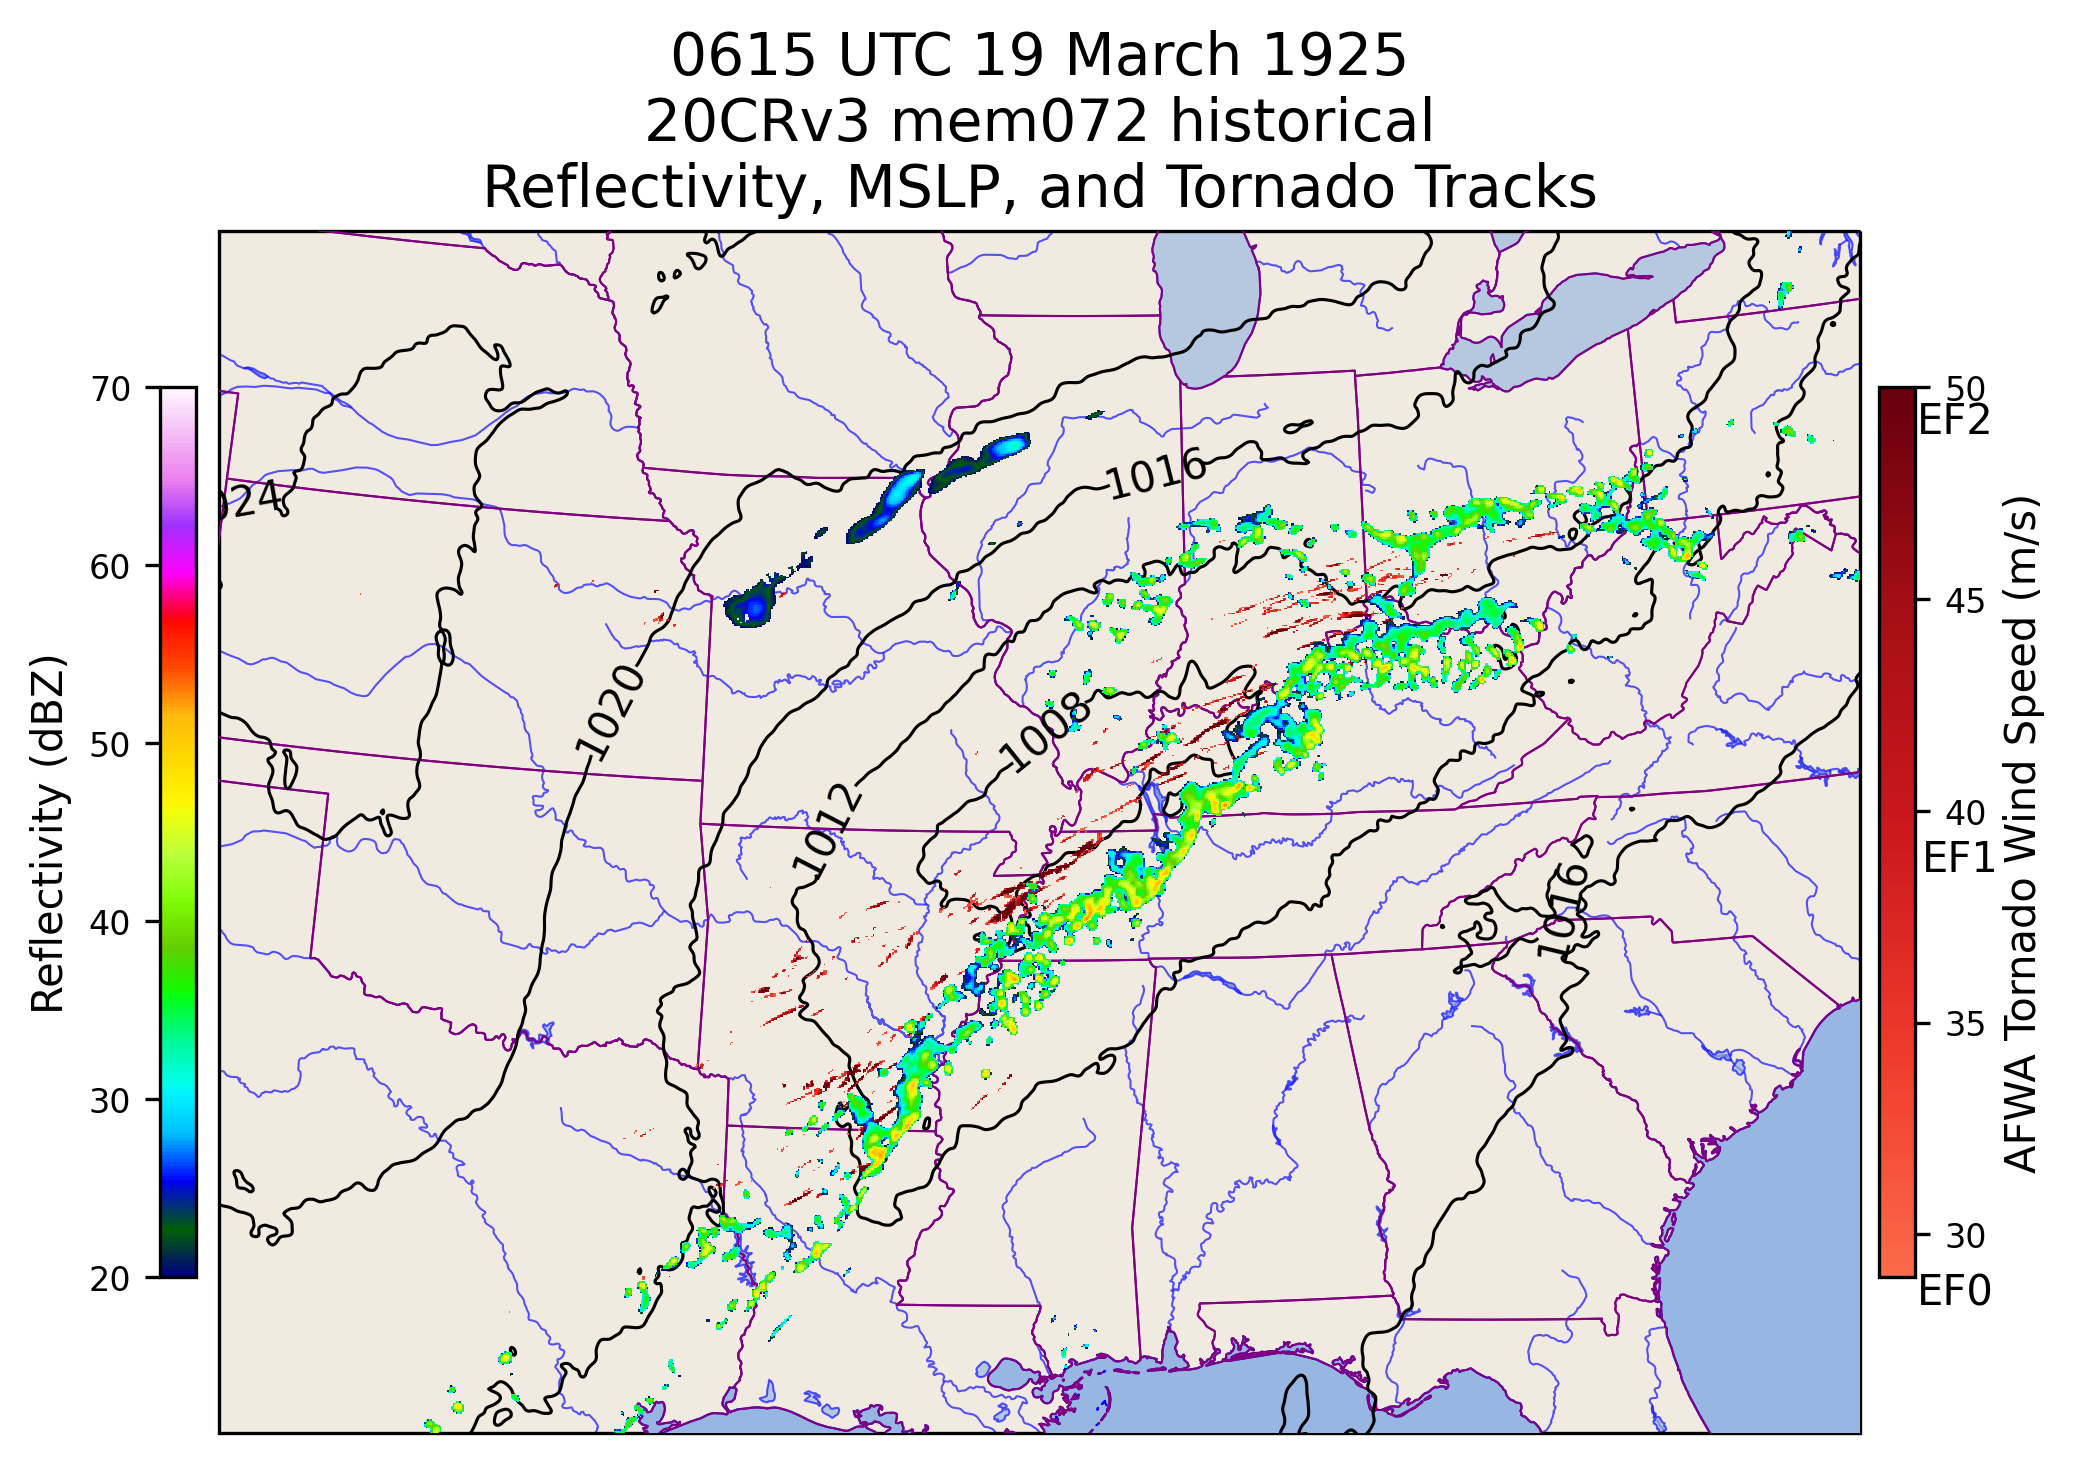 0615 UTC 19 March 1925
20CRv3 mem072 historical
Reflectivity, MSLP, and Tornado Tracks
Reflectivity (dBZ)
70
60
50
40
30
20
024
1020
1012
1008
1016
1016
50
EF2
45
40
EF1
35
30
EF0
AFWA Tornado Wind Speed (m/s)